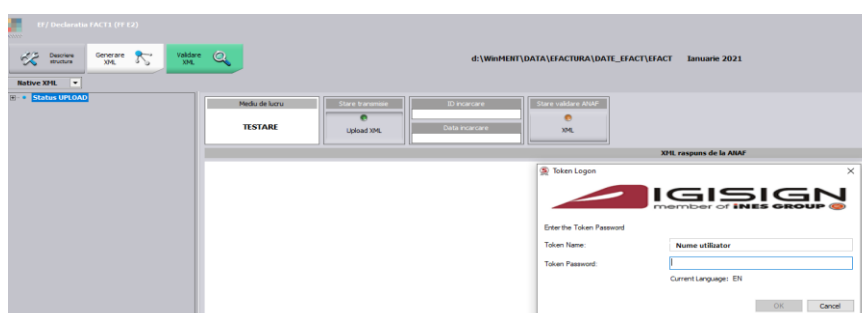 EF/ Declaratio FACT1 (FF E2)
Descriere structura
Generare XML
Validare XML
d:\WinMENT\DATA\EFACTURA\DATE_EFACT\EFACT Ianuarie 2021
Native XML
Status UPLOAD
Mediu de lucru
TESTARE
Stare transmise
Upload XML
ID incarcare
Data incarcare
Stare validare ANAF
XML
XML raspuns de la ANAF
Token Logon
DIGISIGN
member of iNES GROUP
Enter the Token Password
Token Name: Nume utilizator
Token Password:
Current Language: EN
OK Cancel